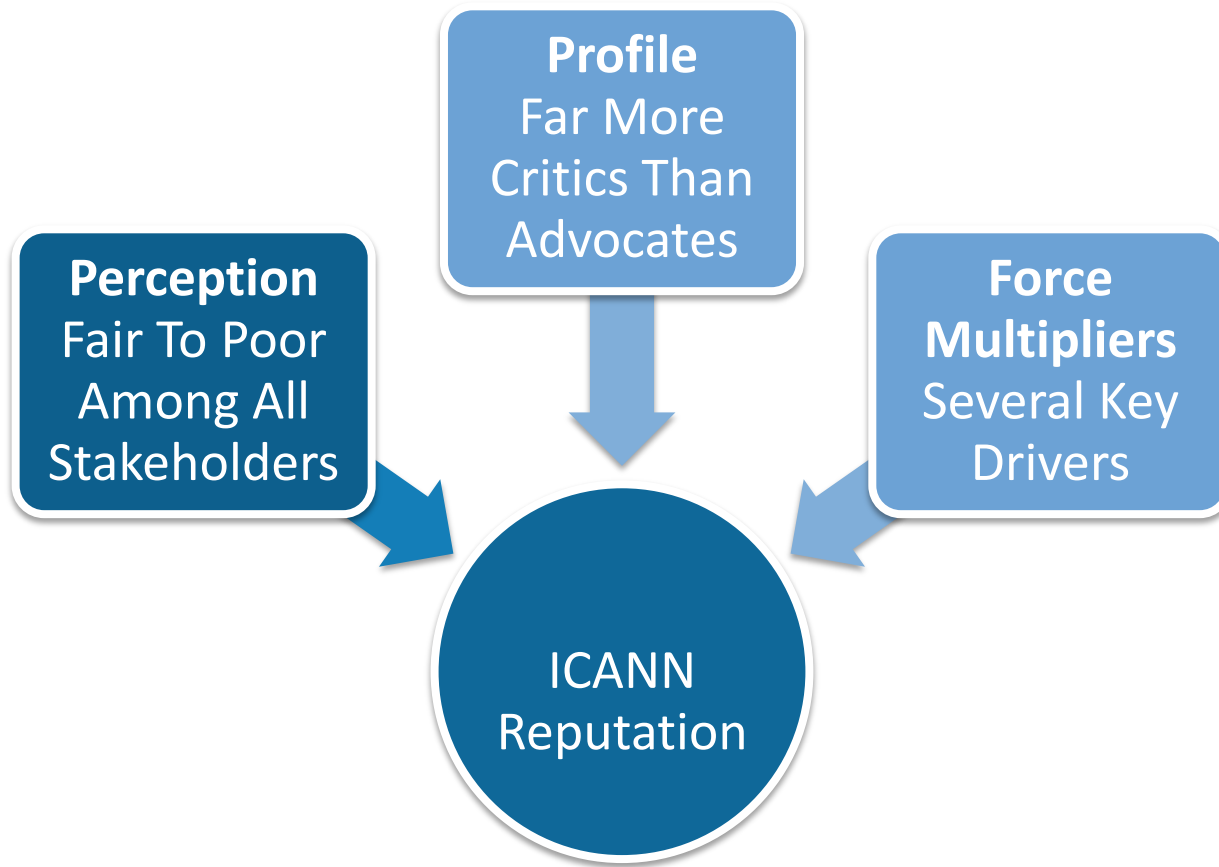 Profile
Far More
Critics Than
Advocates
Perception
Fair To Poor
Among All
Stakeholders
Force
Multipliers
Several Key
Drivers
ICANN
Reputation